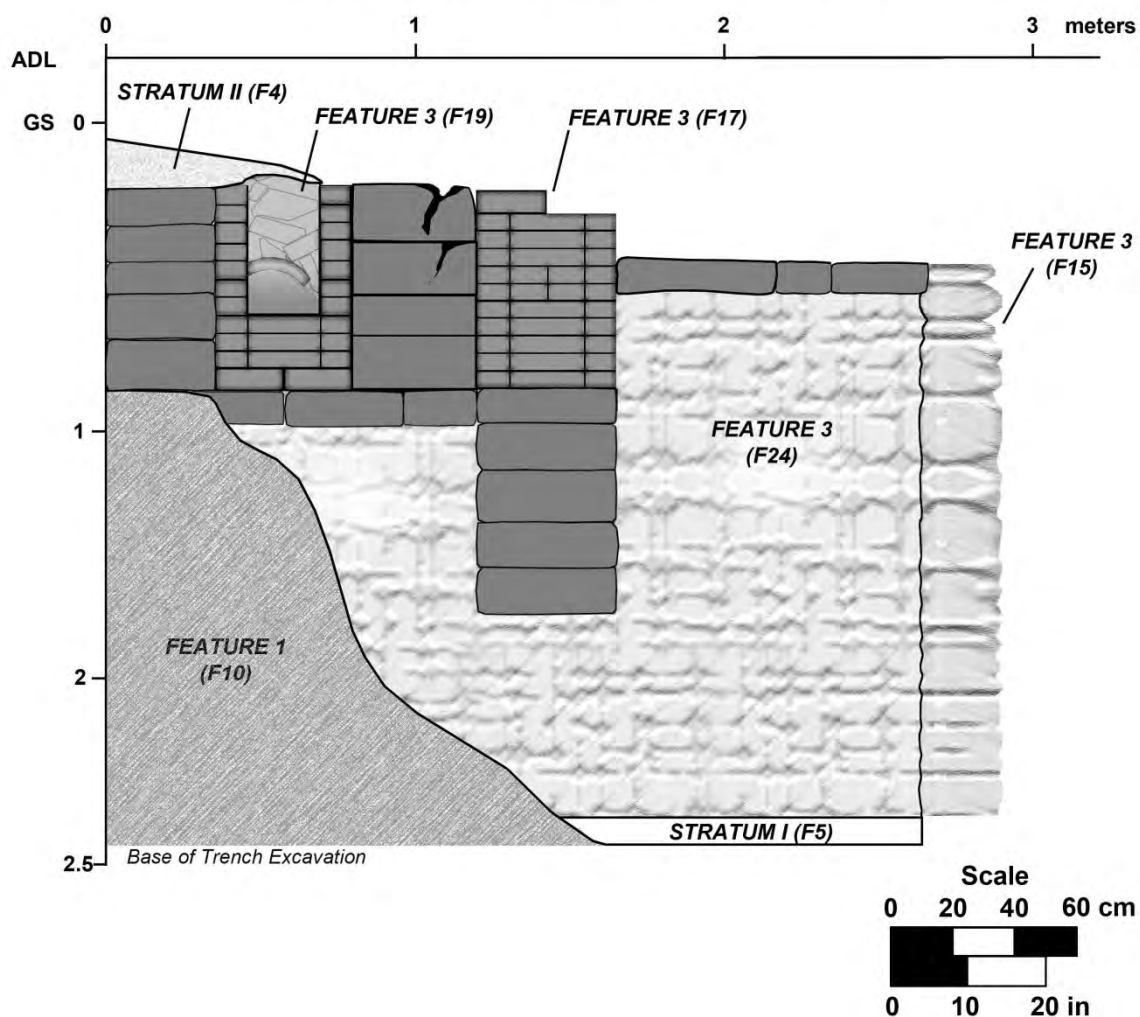 0 1 2 3 meters
ADL
STRATUM II (F4)
GS 0
FEATURE 3 (F19)
FEATURE 3 (F17)
FEATURE 3
(F15)
1
FEATURE 3
(F24)
FEATURE 1
(F10)
2
STRATUM I (F5)
2.5
Base of Trench Excavation
Scale
0 20 40 60 cm
0 10 20 in